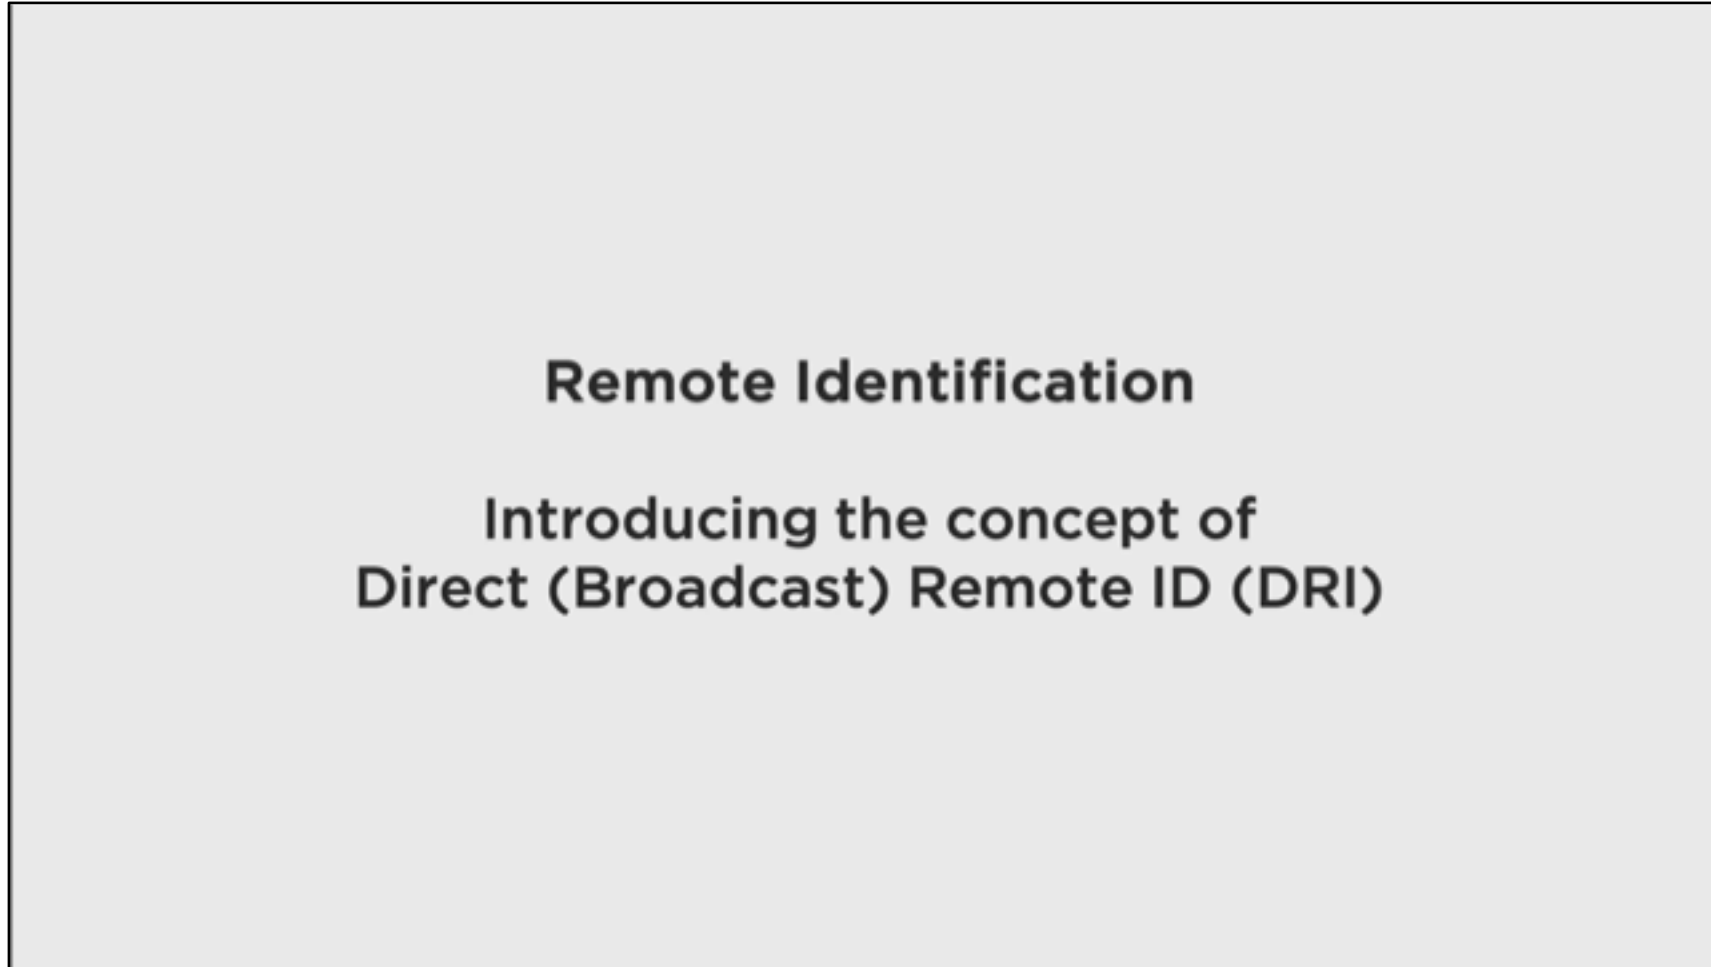 Remote Identification
Introducing the concept of
Direct (Broadcast) Remote ID (DRI)